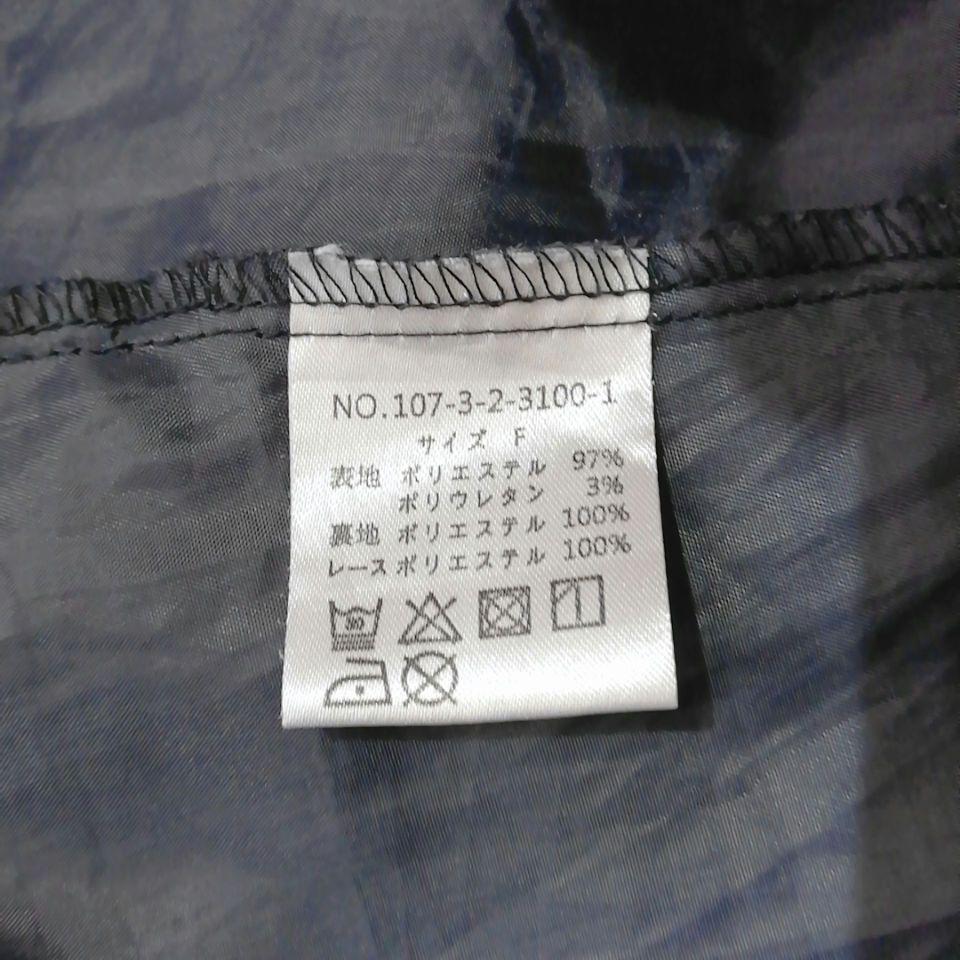 NO.107-3-2-3100-1
サイズ F
表地 ポリエステル 97%
ポリウレタン 3%
裏地 ポリエステル 100%
レース ポリエステル 100%
30